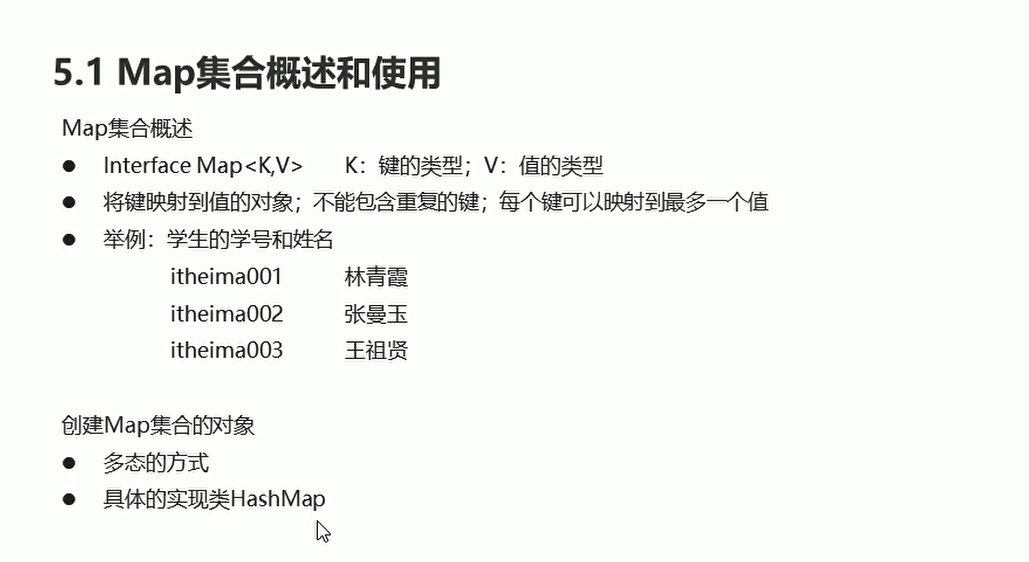 5.1 Map集合概述和使用
Map集合概述
● Interface Map<K,V> K：键的类型；V：值的类型
● 将键映射到值的对象；不能包含重复的键；每个键可以映射到最多一个值
● 举例：学生的学号和姓名
itheima001 林青霞
itheima002 张曼玉
itheima003 王祖贤
创建Map集合的对象
● 多态的方式
● 具体的实现类HashMap